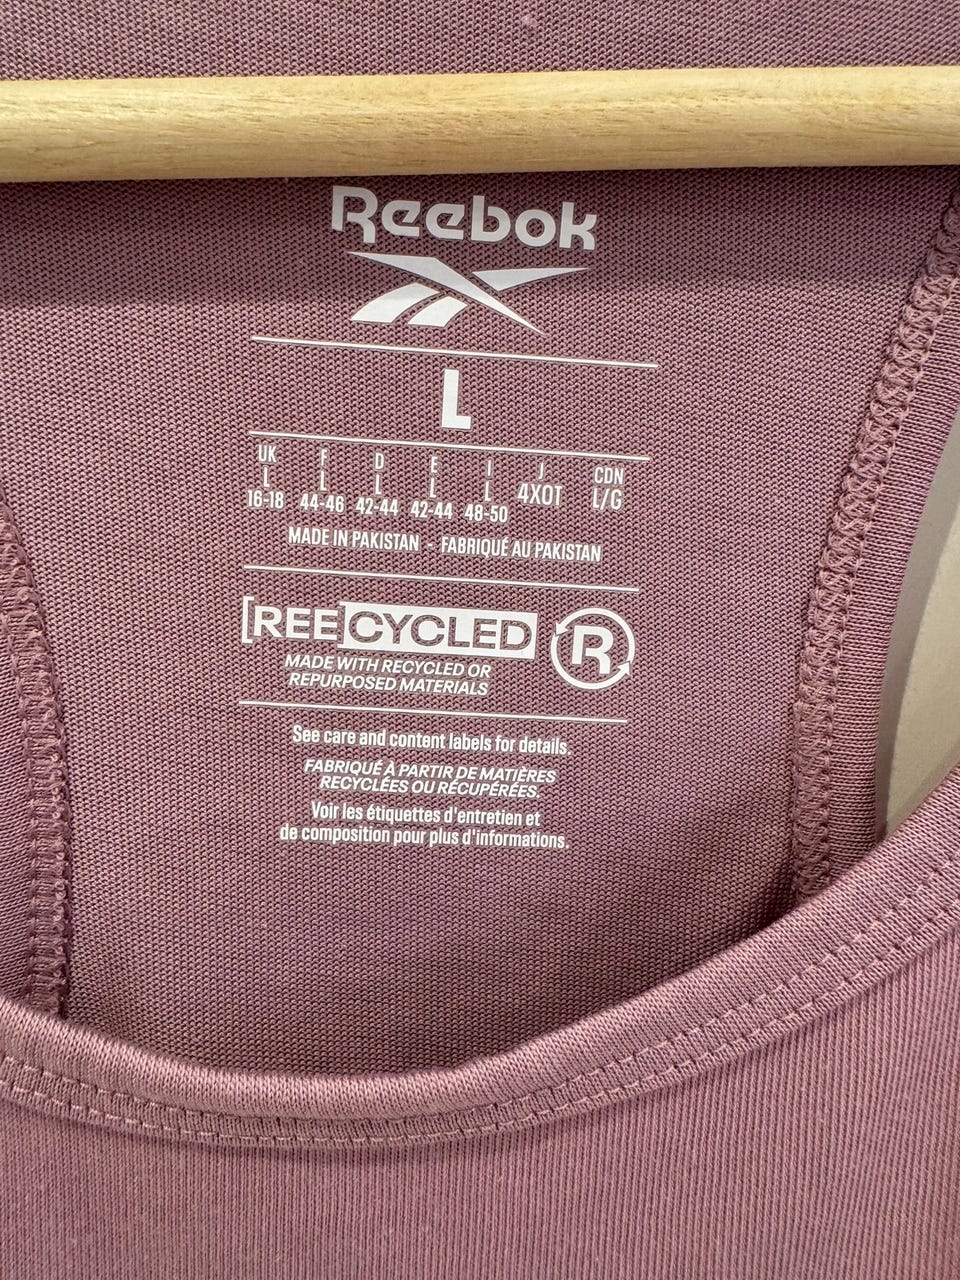 Reebok
L
UK F D E I J CDN
L L L L L 4XOT L/G
16-18 44-46 42-44 42-44 48-50
MADE IN PAKISTAN - FABRIQUÉ AU PAKISTAN
[REE]CYCLED R
MADE WITH RECYCLED OR
REPURPOSED MATERIALS
See care and content labels for details.
FABRIQUÉ À PARTIR DE MATIÈRES
RECYCLÉES OU RÉCUPÉRÉES.
Voir les étiquettes d'entretien et
de composition pour plus d'informations.